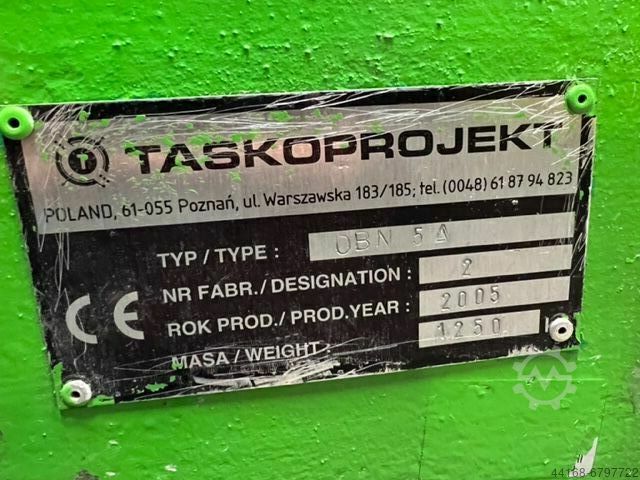 TASKOPROJEKT
POLAND, 61-055 Poznań, ul. Warszawska 183/185; tel. (0048) 61 87 94 823
TYP / TYPE : OBN 5A
NR FABR./ DESIGNATION : 2
ROK PROD./ PROD.YEAR : 2005
MASA / WEIGHT : 1250
CE
44168-6797722